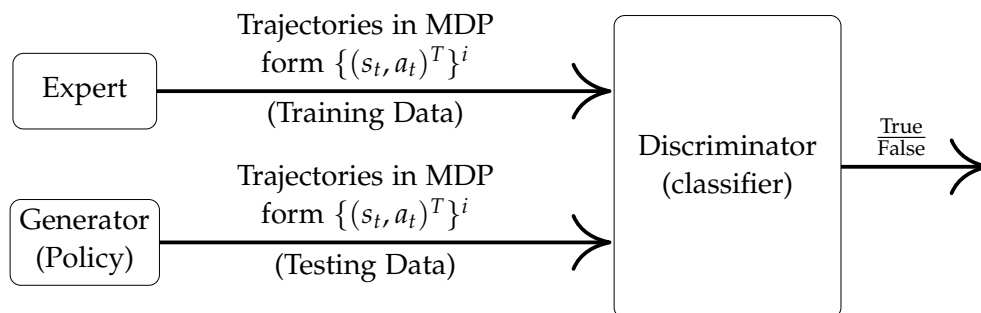 Trajectories in MDP
form {(s_t, a_t)^T}^i
Expert
(Training Data)
Discriminator
(classifier)
True
False
Trajectories in MDP
form {(s_t, a_t)^T}^i
Generator
(Policy)
(Testing Data)